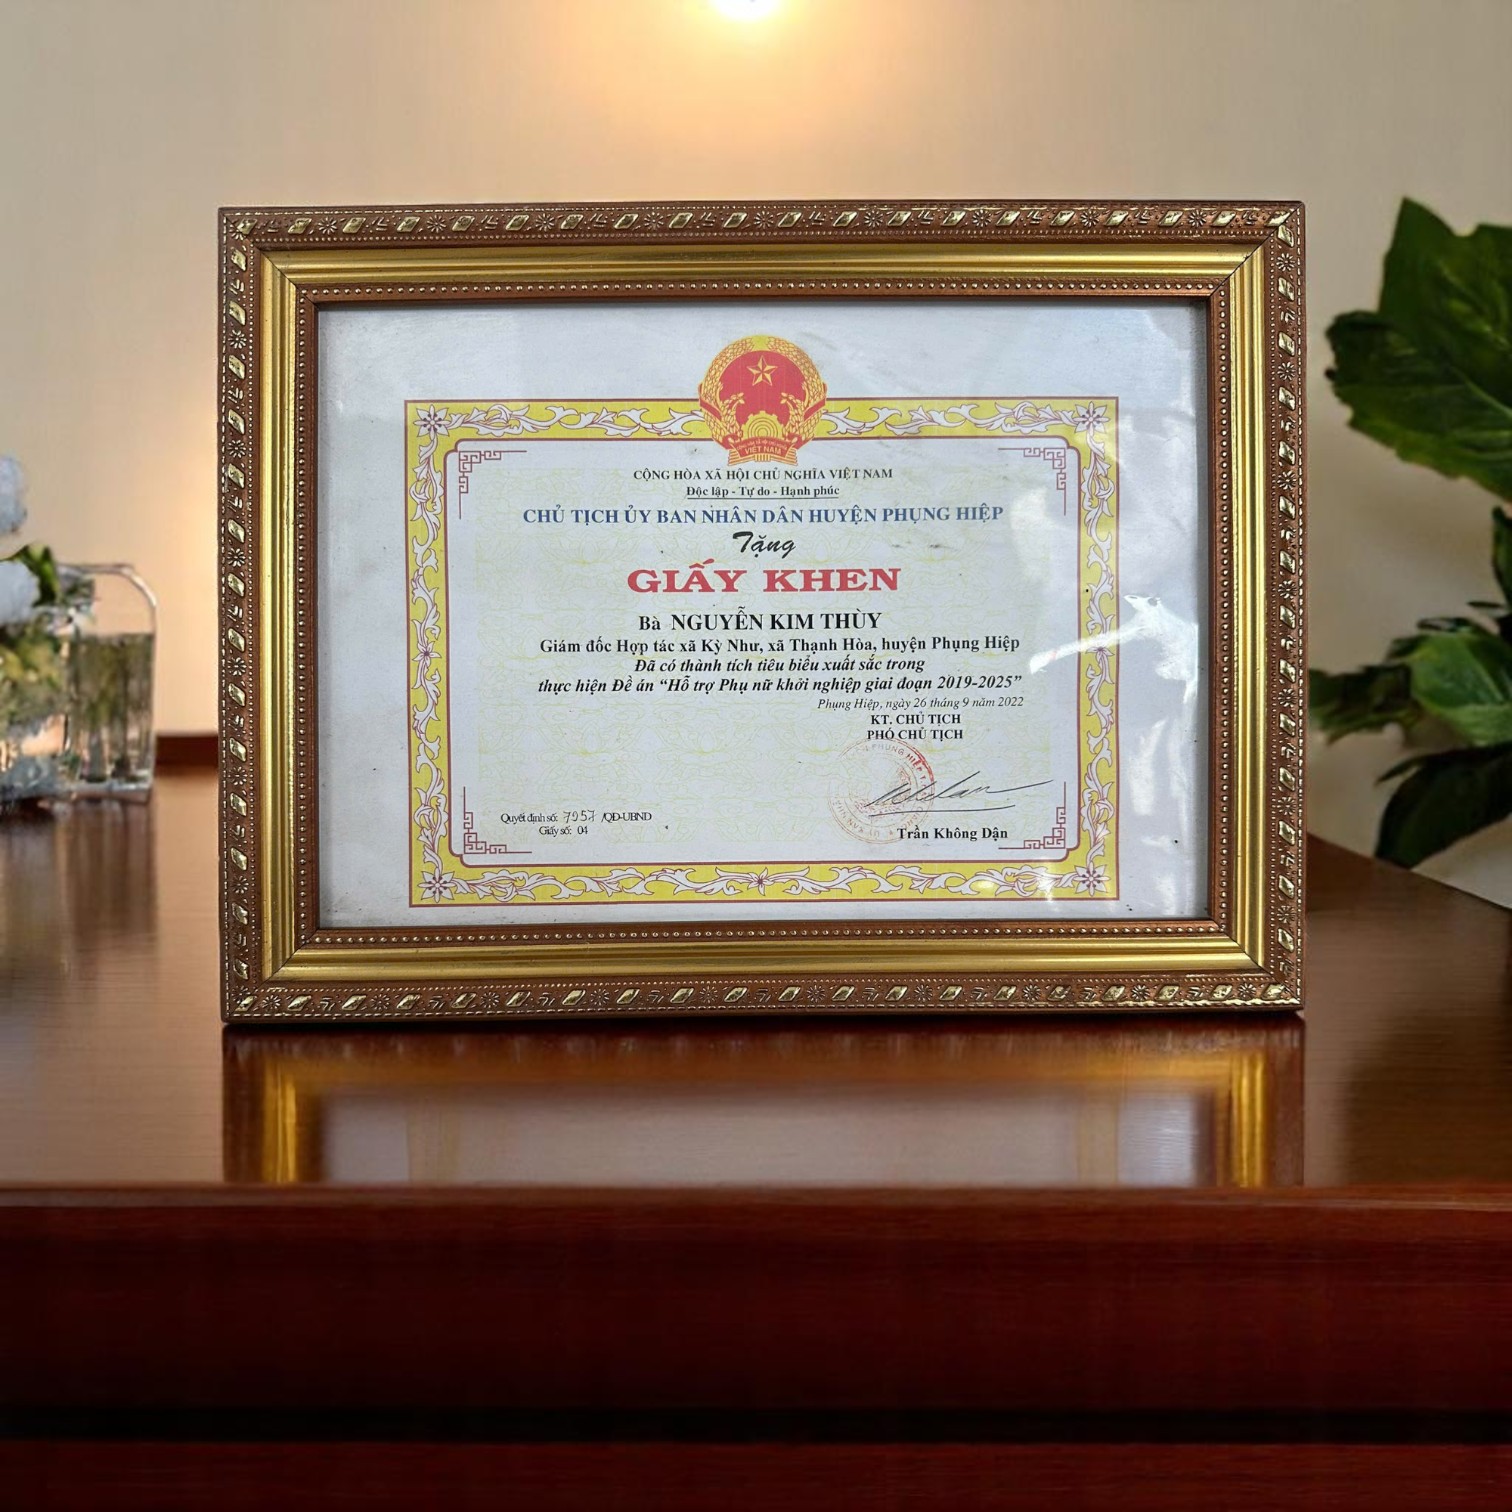 VIỆT NAM
CỘNG HÒA XÃ HỘI CHỦ NGHĨA VIỆT NAM
Độc lập - Tự do - Hạnh phúc
CHỦ TỊCH ỦY BAN NHÂN DÂN HUYỆN PHỤNG HIỆP
Tặng
GIẤY KHEN
Bà NGUYỄN KIM THÙY
Giám đốc Hợp tác xã Kỳ Như, xã Thạnh Hòa, huyện Phụng Hiệp
Đã có thành tích tiêu biểu xuất sắc trong
thực hiện Đề án “Hỗ trợ Phụ nữ khởi nghiệp giai đoạn 2019-2025”
Phụng Hiệp, ngày 26 tháng 9 năm 2022
KT. CHỦ TỊCH
PHÓ CHỦ TỊCH
PHỤNG HIỆP
Quyết định số: 7957 /QĐ-UBND
Giấy số: 04
Trần Không Dận